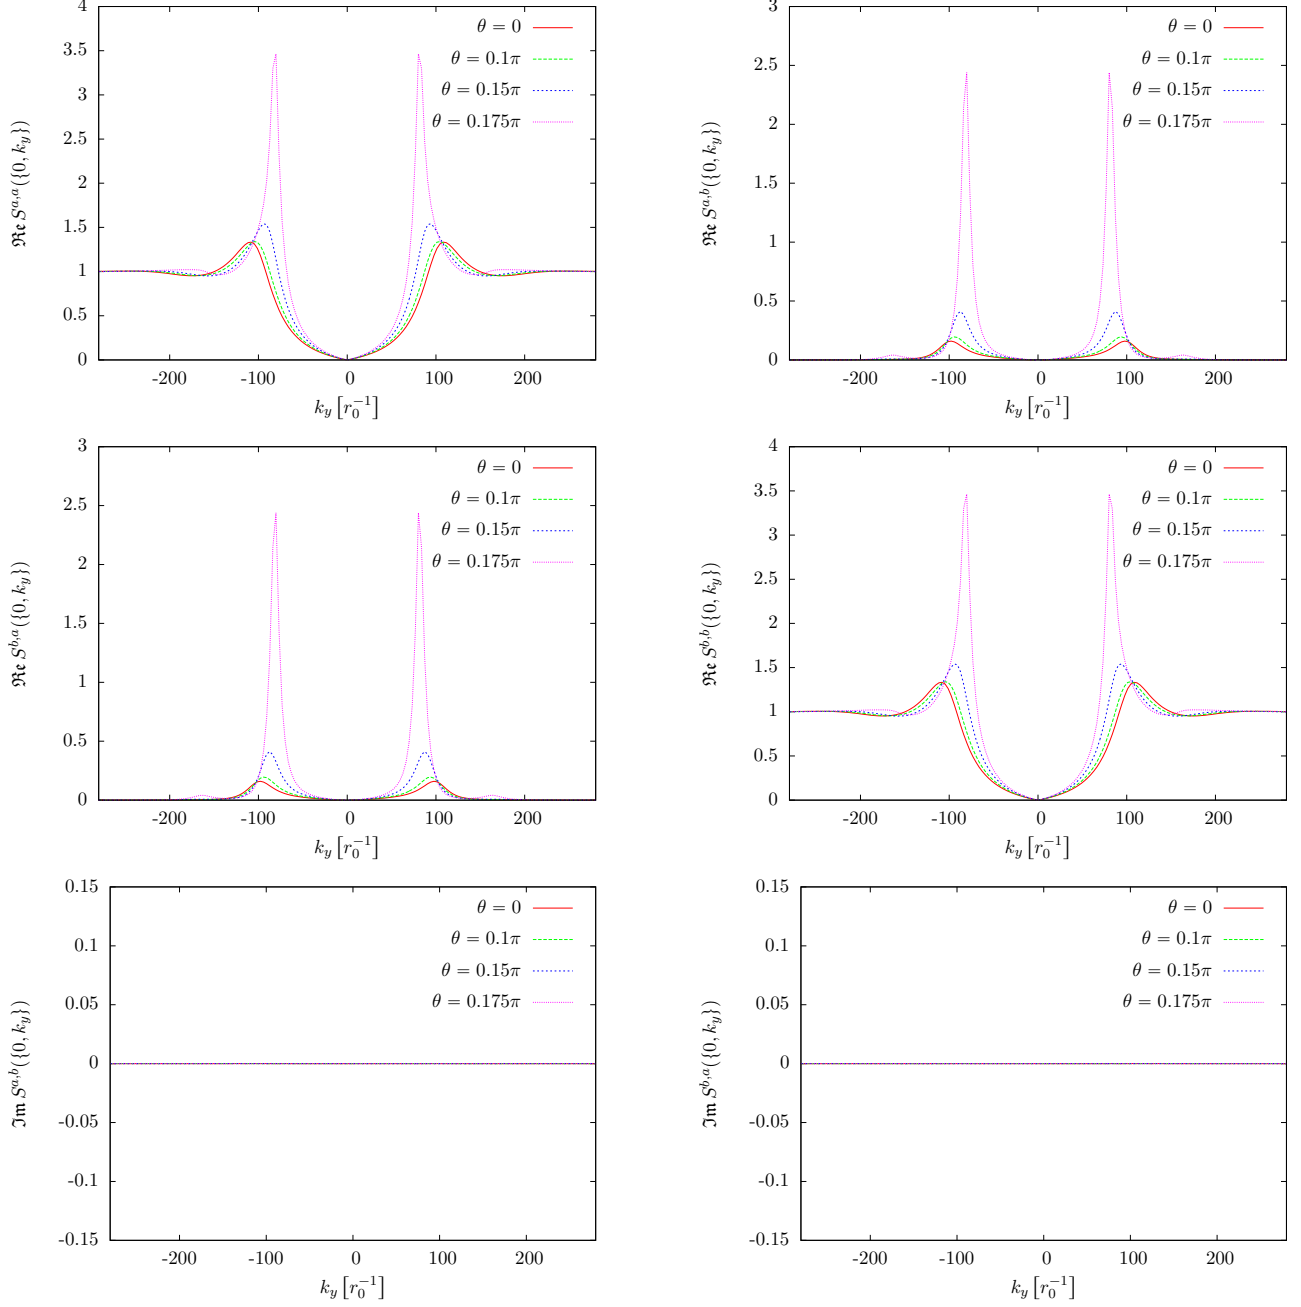 4
3.5
3
2.5
2
1.5
1
0.5
0
-200
-100
0
100
200
θ = 0
θ = 0.1π
θ = 0.15π
θ = 0.175π
ℜ𝔢 S^{a,a}({0, k_y})
k_y [r_0^{-1}]
3
2.5
2
1.5
1
0.5
0
-200
-100
0
100
200
θ = 0
θ = 0.1π
θ = 0.15π
θ = 0.175π
ℜ𝔢 S^{a,b}({0, k_y})
k_y [r_0^{-1}]
3
2.5
2
1.5
1
0.5
0
-200
-100
0
100
200
θ = 0
θ = 0.1π
θ = 0.15π
θ = 0.175π
ℜ𝔢 S^{b,a}({0, k_y})
k_y [r_0^{-1}]
4
3.5
3
2.5
2
1.5
1
0.5
0
-200
-100
0
100
200
θ = 0
θ = 0.1π
θ = 0.15π
θ = 0.175π
ℜ𝔢 S^{b,b}({0, k_y})
k_y [r_0^{-1}]
0.15
0.1
0.05
0
-0.05
-0.1
-0.15
-200
-100
0
100
200
θ = 0
θ = 0.1π
θ = 0.15π
θ = 0.175π
ℑ𝔪 S^{a,b}({0, k_y})
k_y [r_0^{-1}]
0.15
0.1
0.05
0
-0.05
-0.1
-0.15
-200
-100
0
100
200
θ = 0
θ = 0.1π
θ = 0.15π
θ = 0.175π
ℑ𝔪 S^{b,a}({0, k_y})
k_y [r_0^{-1}]